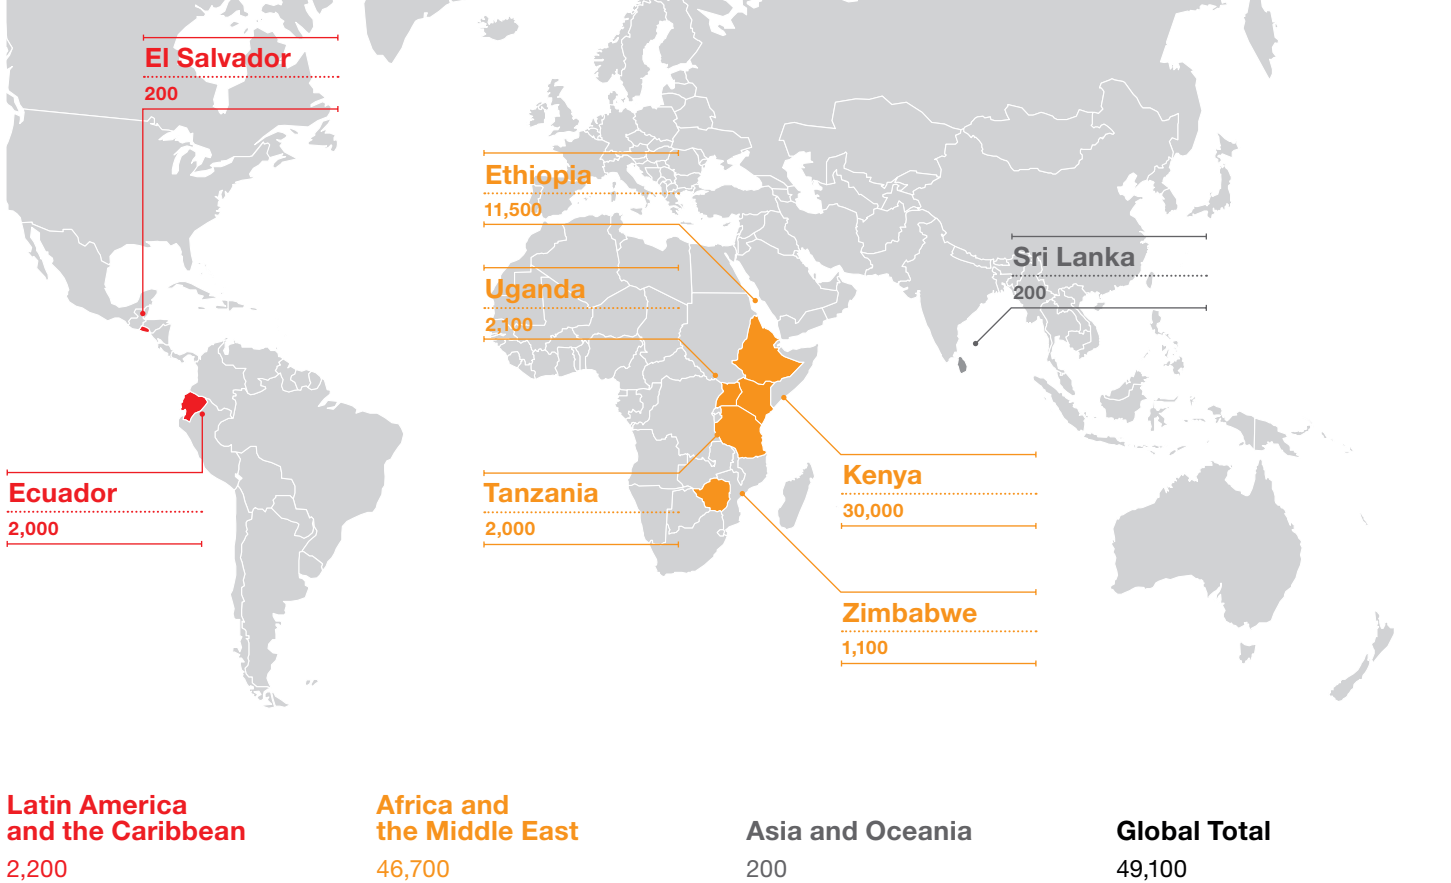 El Salvador
200
Ethiopia
11,500
Sri Lanka
200
Uganda
2,100
Ecuador
2,000
Tanzania
2,000
Kenya
30,000
Zimbabwe
1,100
Latin America
and the Caribbean
2,200
Africa and
the Middle East
46,700
Asia and Oceania
200
Global Total
49,100